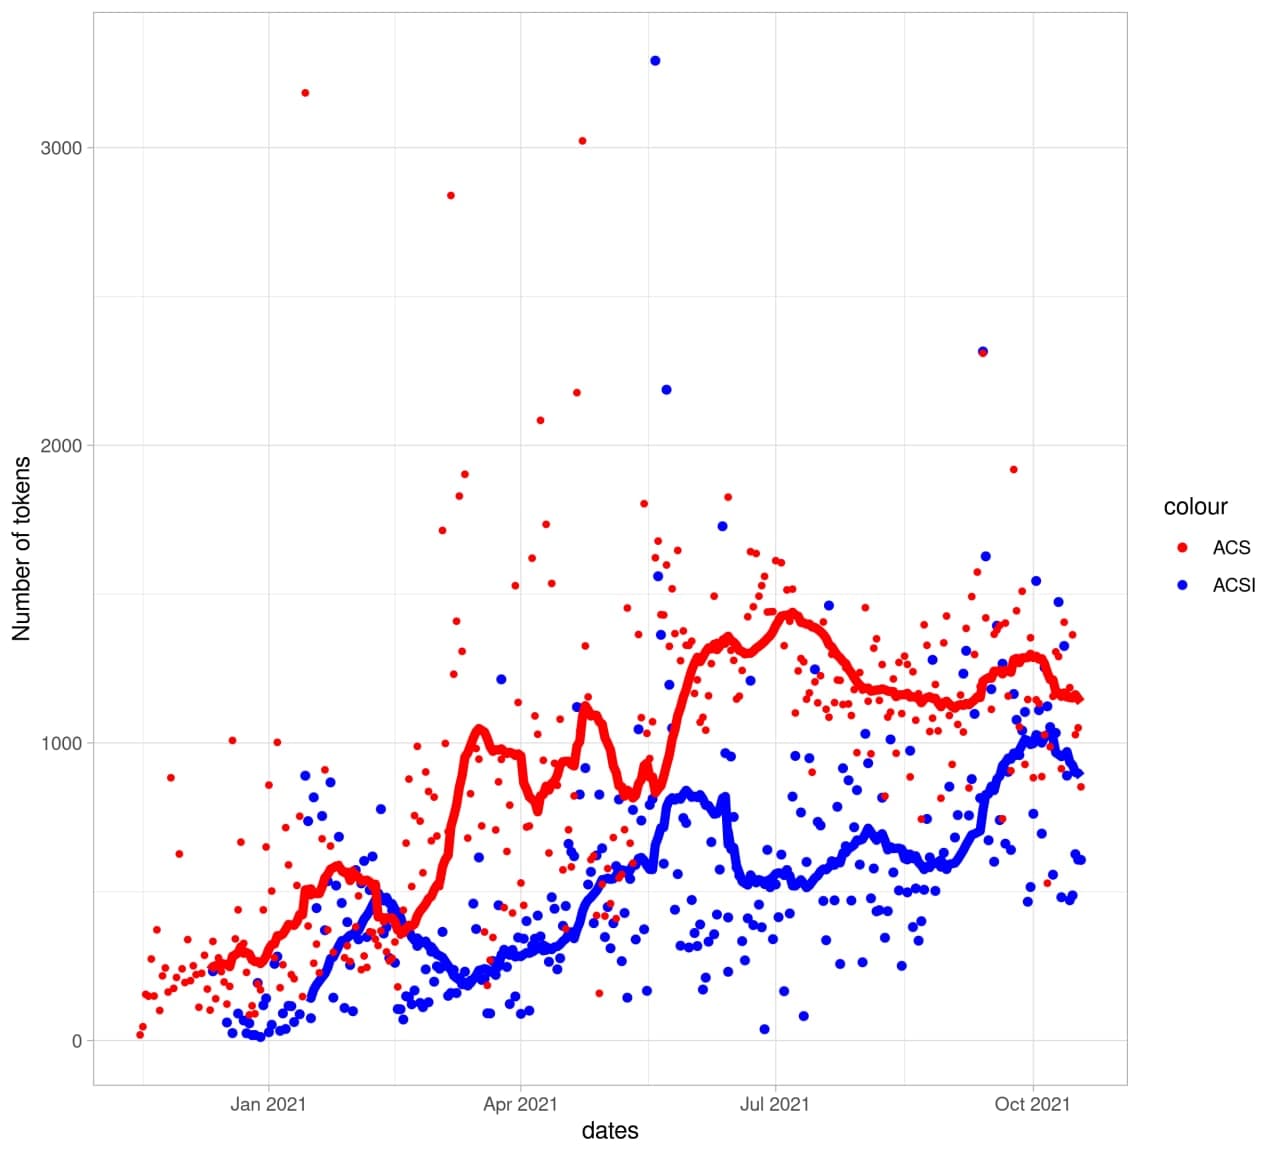 3000
2000
1000
0
Number of tokens
Jan 2021
Apr 2021
Jul 2021
Oct 2021
dates
colour
ACS
ACSI